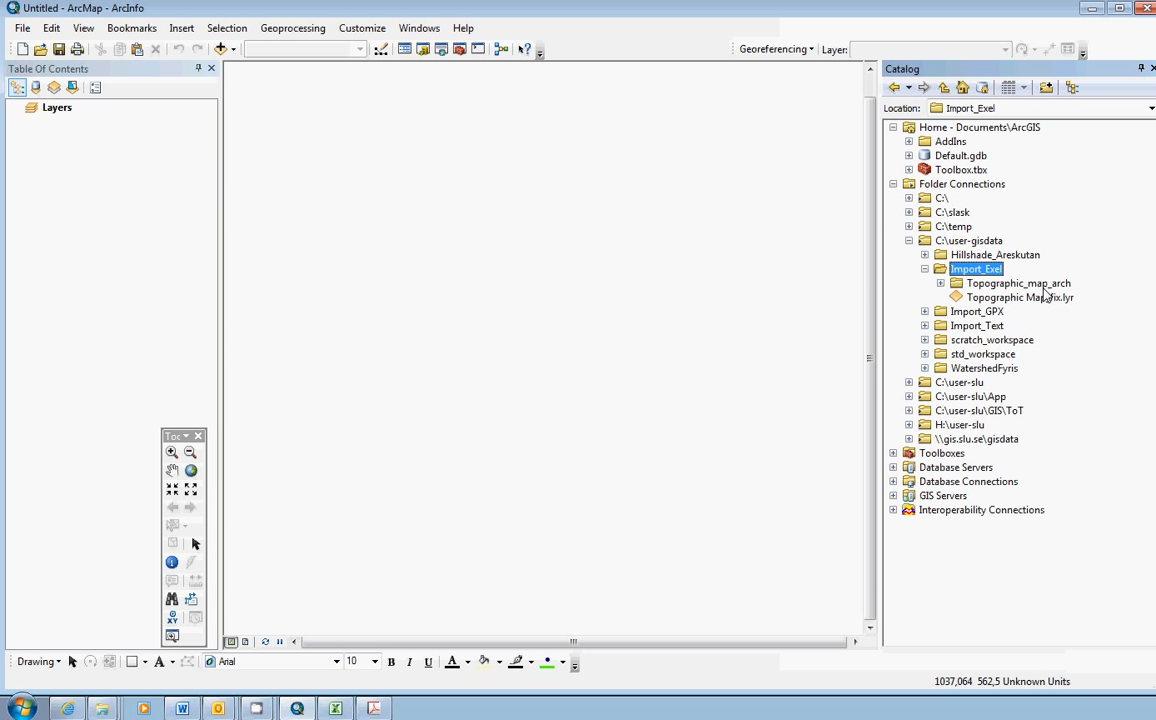 Untitled - ArcMap - ArcInfo
File Edit View Bookmarks Insert Selection Geoprocessing Customize Windows Help
Georeferencing Layer:
Table Of Contents
Layers
Catalog
Location: Import_Exel
Home - Documents\ArcGIS
AddIns
Default.gdb
Toolbox.tbx
Folder Connections
C:\
C:\slask
C:\temp
C:\user-gisdata
Hillshade_Areskutan
Import_Exel
Topographic_map_arch
Topographic Map fix.lyr
Import_GPX
Import_Text
scratch_workspace
std_workspace
WatershedFyris
C:\user-slu
C:\user-slu\App
C:\user-slu\GIS\ToT
H:\user-slu
\\gis.slu.se\gisdata
Toolboxes
Database Servers
Database Connections
GIS Servers
Interoperability Connections
Drawing Arial 10 B I U A
1037,064 562,5 Unknown Units